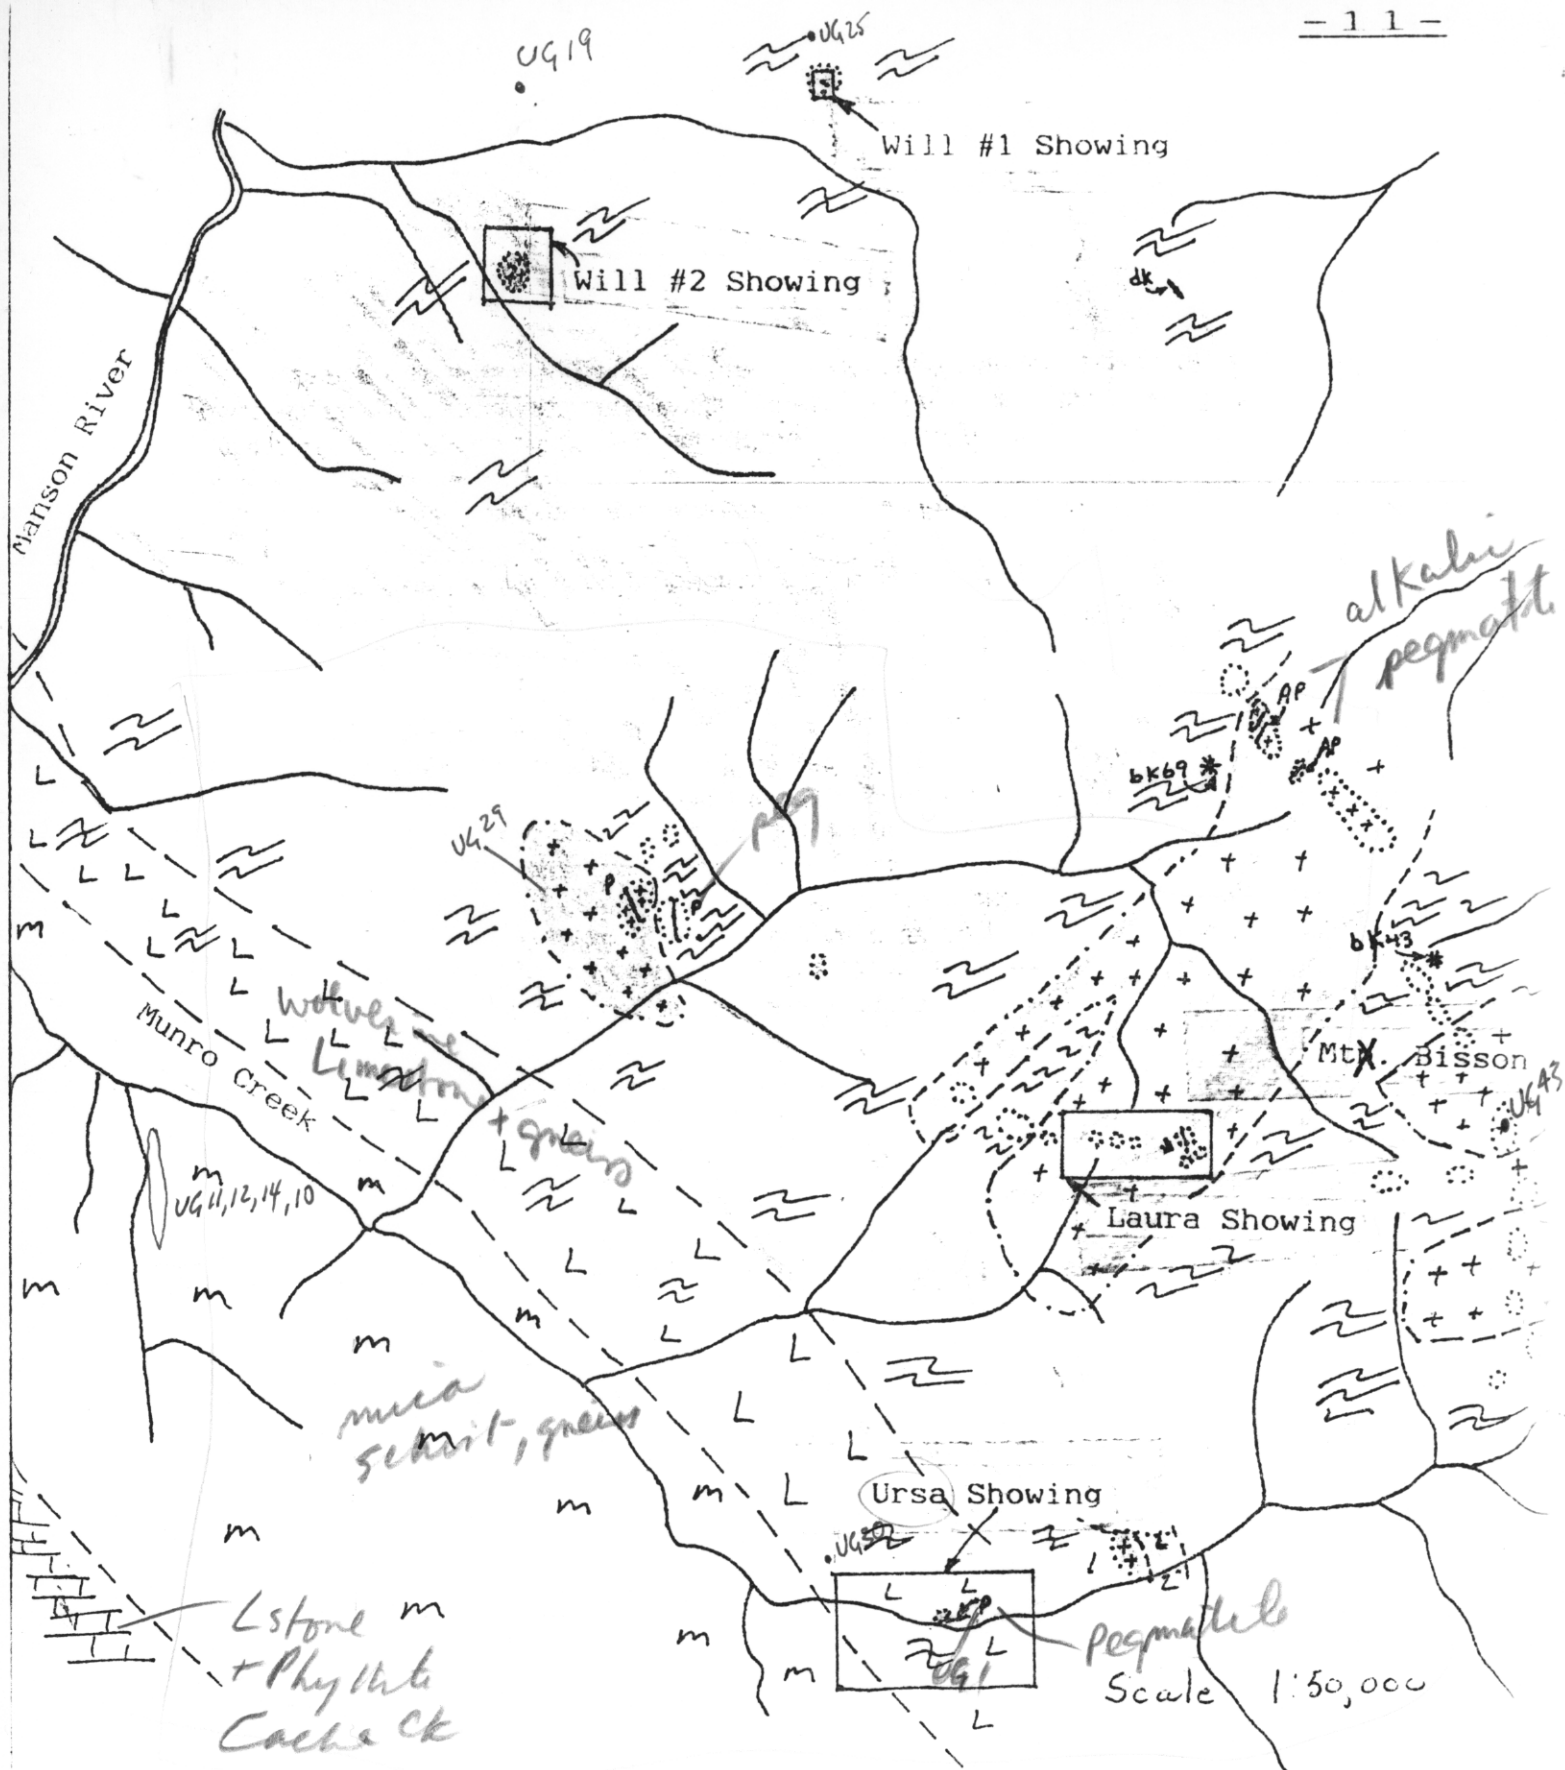 - 1 1 -
UG19
UG25
Will #1 Showing
Will #2 Showing
dK
Manson River
alkali
pegmatite
AP
AP
bK69
UG29
peg
P
P
bK43
Mt. Bisson
UG43
Wolverine
Limestone
+ gneiss
Munro Creek
UG11,12,14,10
Laura Showing
mica
schist, gneiss
Ursa Showing
UG30
P
UG1
pegmatite
Scale 1:50,000
Lstone
+ Phyllite
Cache Ck